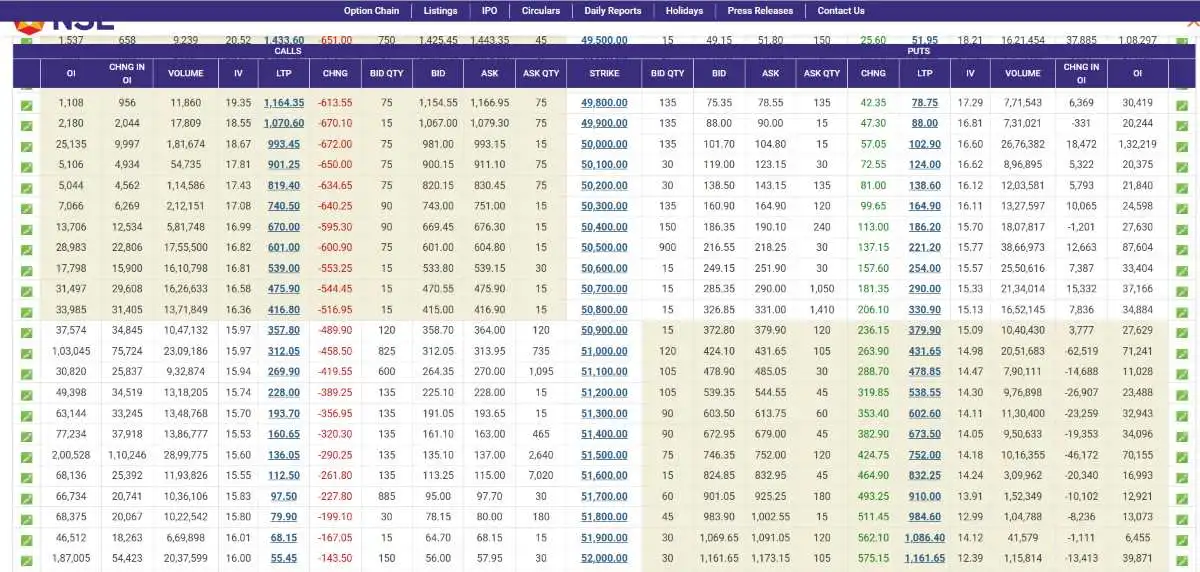 Option Chain Listings IPO Circulars Daily Reports Holidays Press Releases Contact Us
NSE
1,537 658 9,239 20.52 1,433.60 -651.00 750 1,425.45 1,443.35 45 49,500.00 15 49.15 51.80 150 25.60 51.95 18.21 16,21,454 37,885 1,08,297
CALLS PUTS
OI CHNG IN OI VOLUME IV LTP CHNG BID QTY BID ASK ASK QTY STRIKE BID QTY BID ASK ASK QTY CHNG LTP IV VOLUME CHNG IN OI OI
1,108 956 11,860 19.35 1,164.35 -613.55 75 1,154.55 1,166.95 75 49,800.00 135 75.35 78.55 135 42.35 78.75 17.29 7,71,543 6,369 30,419
2,180 2,044 17,809 18.55 1,070.60 -670.10 15 1,067.00 1,079.30 75 49,900.00 135 88.00 90.00 15 47.30 88.00 16.81 7,31,021 -331 20,244
25,135 9,997 1,81,674 18.67 993.45 -672.00 75 981.00 993.15 15 50,000.00 135 101.70 104.80 15 57.05 102.90 16.60 26,76,382 18,472 1,32,219
5,106 4,934 54,735 17.81 901.25 -650.00 75 900.15 911.10 75 50,100.00 30 119.00 123.15 30 72.55 124.00 16.62 8,96,895 5,322 20,375
5,044 4,562 1,14,586 17.43 819.40 -634.65 75 820.15 830.45 75 50,200.00 30 138.50 143.15 135 81.00 138.60 16.12 12,03,581 5,793 21,840
7,066 6,269 2,12,151 17.08 740.50 -640.25 90 743.00 751.00 15 50,300.00 135 160.90 164.90 120 99.65 164.90 16.11 13,27,597 10,065 24,598
13,706 12,534 5,81,748 16.99 670.00 -595.30 90 669.45 676.30 15 50,400.00 150 186.35 190.10 240 113.00 186.20 15.70 18,07,817 -1,201 27,630
28,983 22,806 17,55,500 16.82 601.00 -600.90 75 601.00 604.80 15 50,500.00 900 216.55 218.25 30 137.15 221.20 15.77 38,66,973 12,663 87,604
17,798 15,900 16,10,798 16.81 539.00 -553.25 15 533.80 539.15 30 50,600.00 15 249.15 251.90 30 157.60 254.00 15.57 25,50,616 7,387 33,404
31,497 29,608 16,26,633 16.58 475.90 -544.45 15 470.55 475.90 15 50,700.00 15 285.35 290.00 1,050 181.35 290.00 15.33 21,34,014 15,332 37,166
33,985 31,405 13,71,849 16.36 416.80 -516.95 15 415.00 416.90 15 50,800.00 15 326.85 331.00 1,410 206.10 330.90 15.13 16,52,145 7,836 34,884
37,574 34,845 10,47,132 15.97 357.80 -489.90 120 358.70 364.00 120 50,900.00 15 372.80 379.90 120 236.15 379.90 15.09 10,40,430 3,777 27,629
1,03,045 75,724 23,09,186 15.97 312.05 -458.50 825 312.05 313.95 735 51,000.00 120 424.10 431.65 105 263.90 431.65 14.98 20,51,683 -62,519 71,241
30,820 25,837 9,32,874 15.94 269.90 -419.55 600 264.35 270.00 1,095 51,100.00 105 478.90 485.05 30 288.70 478.85 14.47 7,90,111 -14,688 11,028
49,398 34,519 13,18,205 15.74 228.00 -389.25 135 225.10 228.00 15 51,200.00 105 539.35 544.55 45 319.85 538.55 14.30 9,76,898 -26,907 23,488
63,144 33,245 13,48,768 15.70 193.70 -356.95 135 191.05 193.65 15 51,300.00 90 603.50 613.75 60 353.40 602.60 14.11 11,30,400 -23,259 32,943
77,234 37,918 13,86,777 15.53 160.65 -320.30 135 161.10 163.00 465 51,400.00 90 672.95 679.00 45 382.90 673.50 14.05 9,50,633 -19,353 34,096
2,00,528 1,10,246 28,99,775 15.60 136.05 -290.25 135 135.10 137.00 2,640 51,500.00 75 746.35 752.00 120 424.75 752.00 14.18 10,16,355 -46,172 70,155
68,136 25,392 11,93,826 15.55 112.50 -261.80 135 113.25 115.00 7,020 51,600.00 15 824.85 832.95 45 464.90 832.25 14.24 3,09,962 -20,340 16,993
66,734 20,741 10,36,106 15.83 97.50 -227.80 885 95.00 97.70 30 51,700.00 60 901.05 925.25 180 493.25 910.00 13.91 1,52,349 -10,102 12,921
68,375 20,067 10,22,542 15.80 79.90 -199.10 30 78.15 80.00 180 51,800.00 45 983.90 1,002.55 15 511.45 984.60 12.99 1,04,788 -8,236 13,073
46,512 18,263 6,69,898 16.01 68.15 -167.05 15 64.70 68.15 15 51,900.00 30 1,069.65 1,091.05 120 562.10 1,086.40 14.12 41,579 -1,111 6,455
1,87,005 54,423 20,37,599 16.00 55.45 -143.50 150 56.00 57.95 30 52,000.00 30 1,161.65 1,173.15 105 575.15 1,161.65 12.39 1,15,814 -13,413 39,871